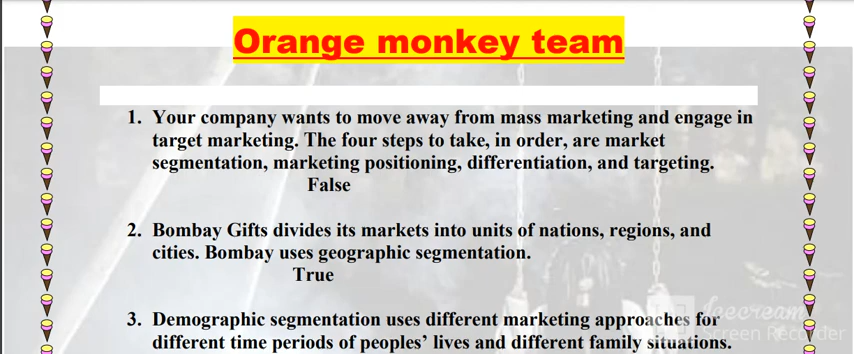 Orange monkey team
1. Your company wants to move away from mass marketing and engage in
target marketing. The four steps to take, in order, are market
segmentation, marketing positioning, differentiation, and targeting.
False
2. Bombay Gifts divides its markets into units of nations, regions, and
cities. Bombay uses geographic segmentation.
True
3. Demographic segmentation uses different marketing approaches for
different time periods of peoples’ lives and different family situations.
Icecream
Screen Recorder